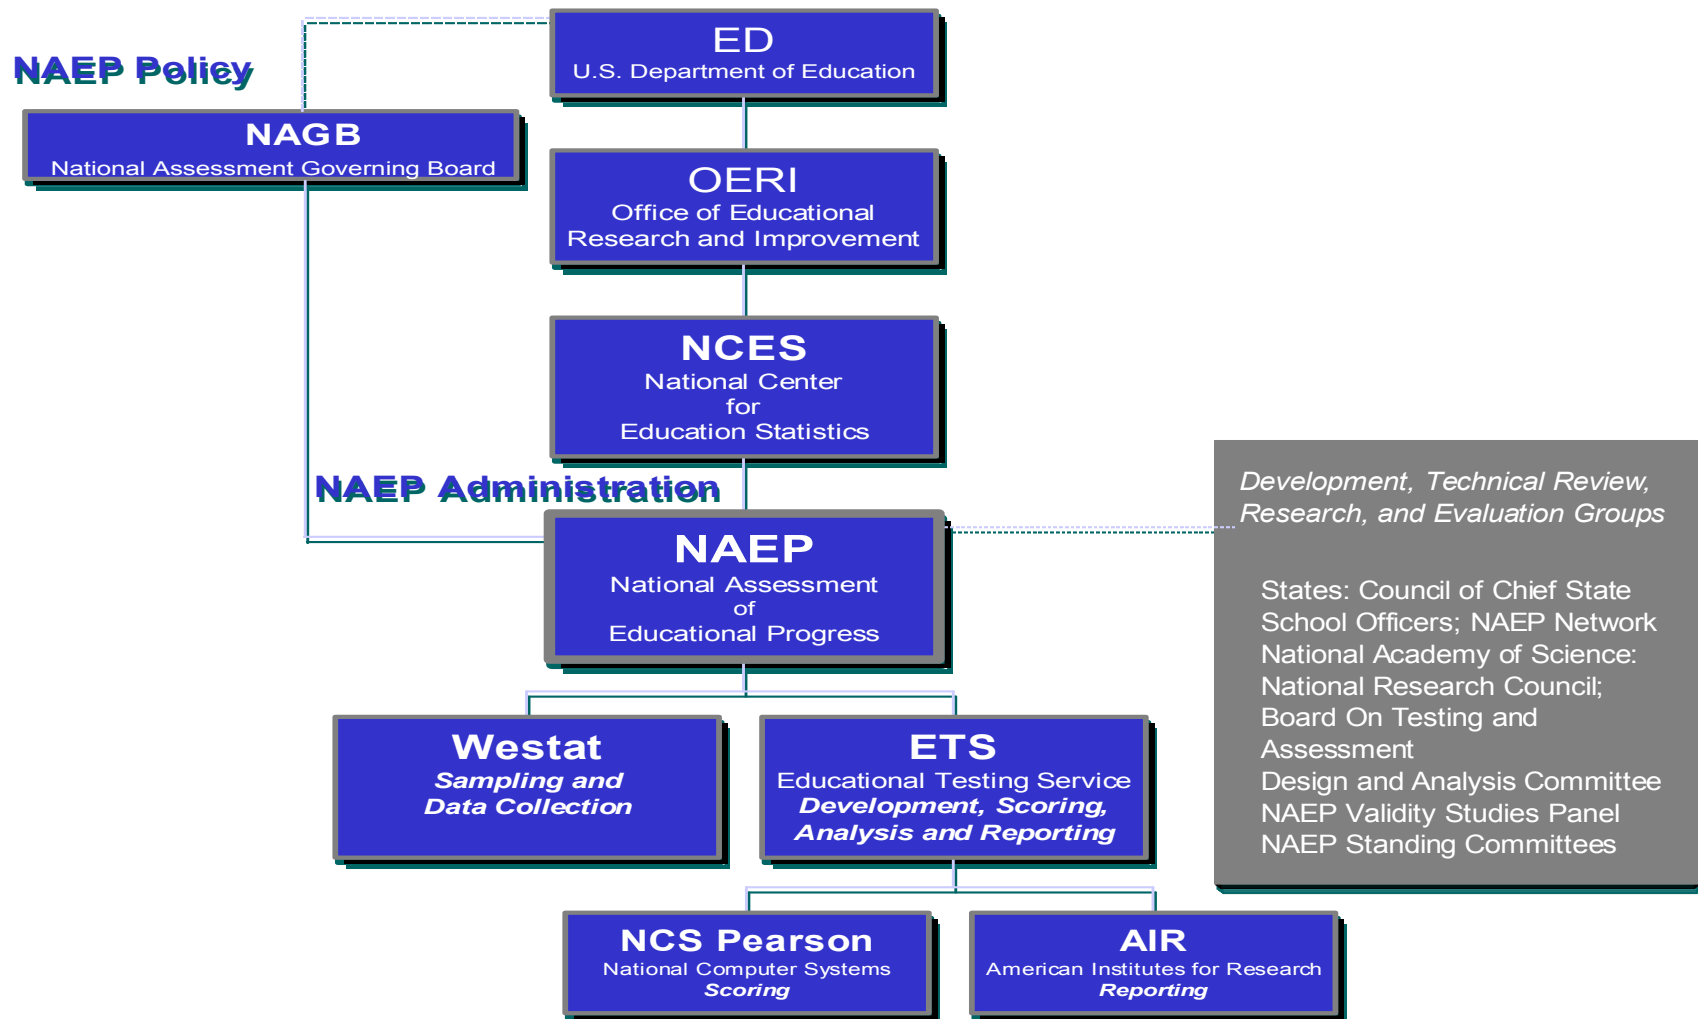 ED
U.S. Department of Education
NAEP Policy
NAGB
National Assessment Governing Board
OERI
Office of Educational
Research and Improvement
NCES
National Center
for
Education Statistics
NAEP Administration
NAEP
National Assessment
of
Educational Progress
Development, Technical Review,
Research, and Evaluation Groups
States: Council of Chief State
School Officers; NAEP Network
National Academy of Science:
National Research Council;
Board On Testing and
Assessment
Design and Analysis Committee
NAEP Validity Studies Panel
NAEP Standing Committees
Westat
Sampling and
Data Collection
ETS
Educational Testing Service
Development, Scoring,
Analysis and Reporting
NCS Pearson
National Computer Systems
Scoring
AIR
American Institutes for Research
Reporting